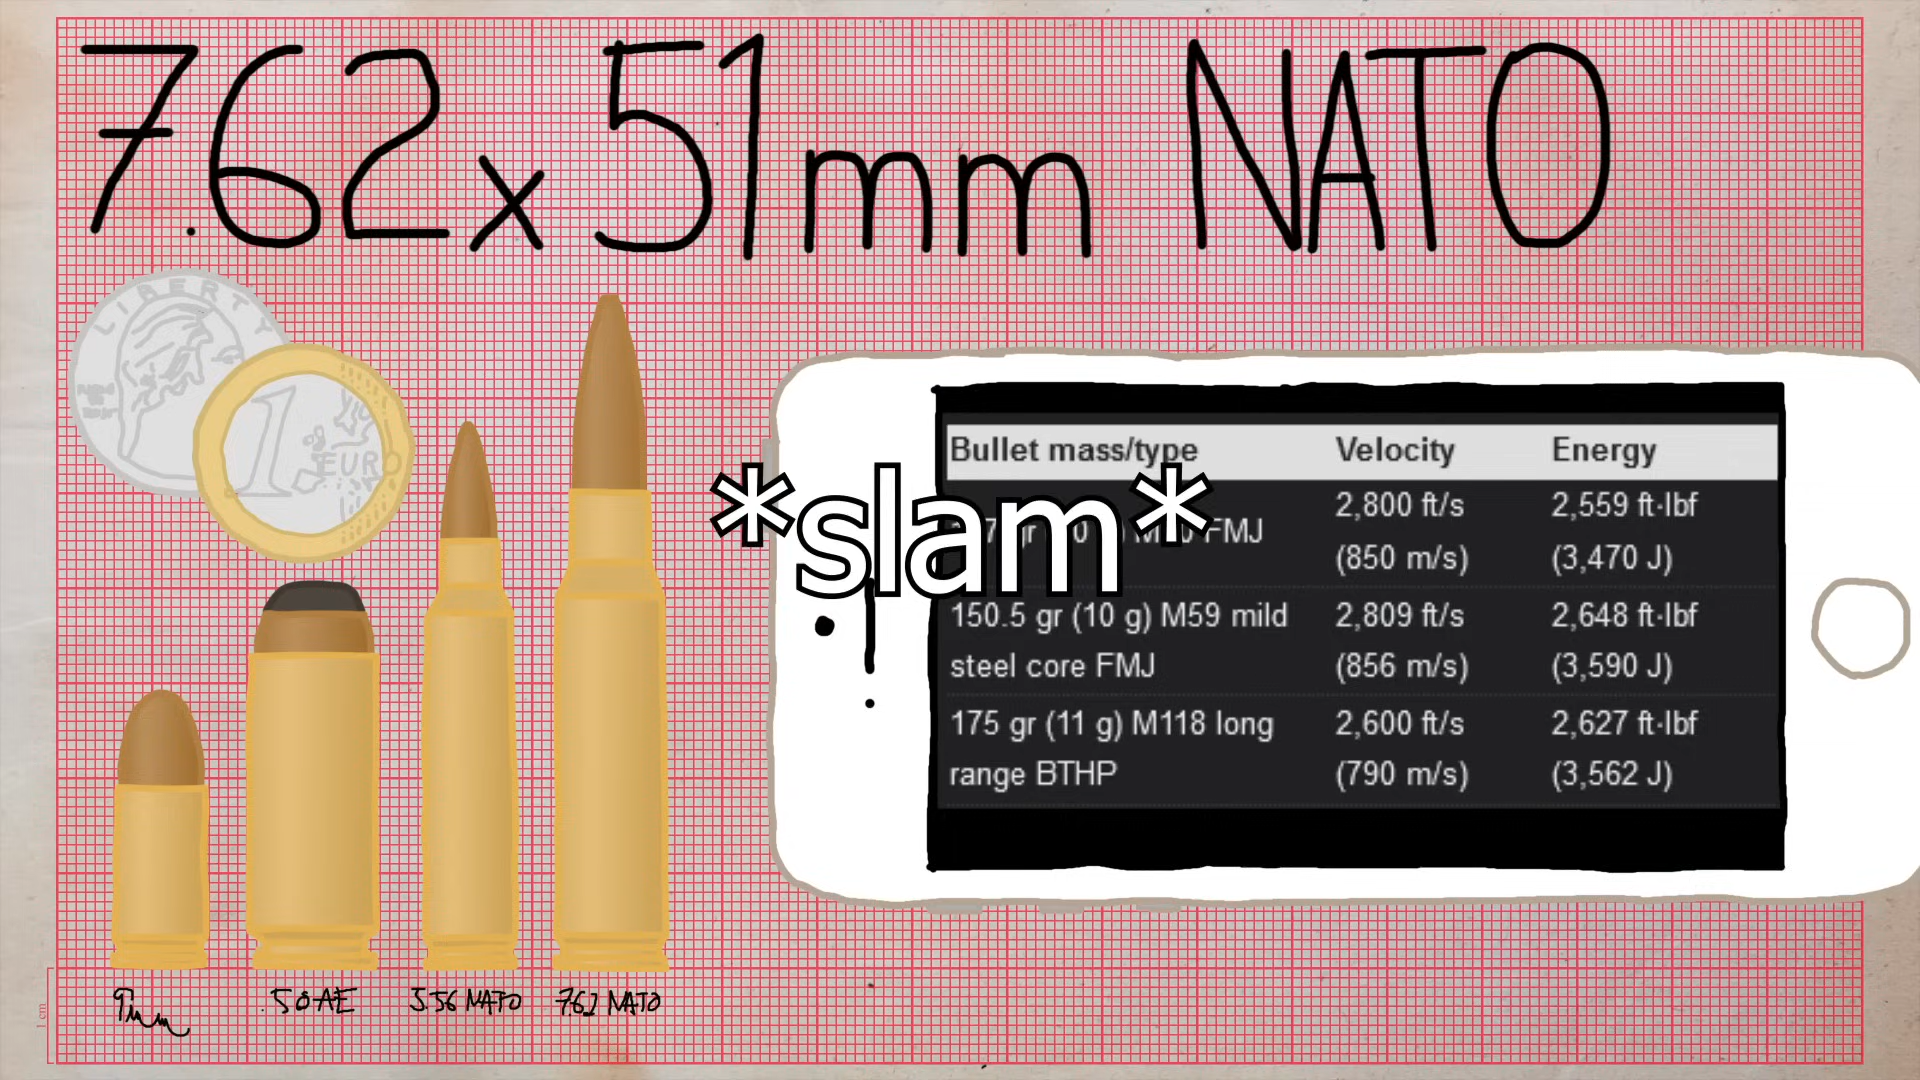 7.62x51mm NATO
LIBERTY
1 EURO
Bullet mass/type Velocity Energy
2,800 ft/s 2,559 ft·lbf
FMJ
(850 m/s) (3,470 J)
*slam*
150.5 gr (10 g) M59 mild 2,809 ft/s 2,648 ft·lbf
steel core FMJ (856 m/s) (3,590 J)
175 gr (11 g) M118 long 2,600 ft/s 2,627 ft·lbf
range BTHP (790 m/s) (3,562 J)
9mm .50AE 5.56 NATO 7.62 NATO
1 cm